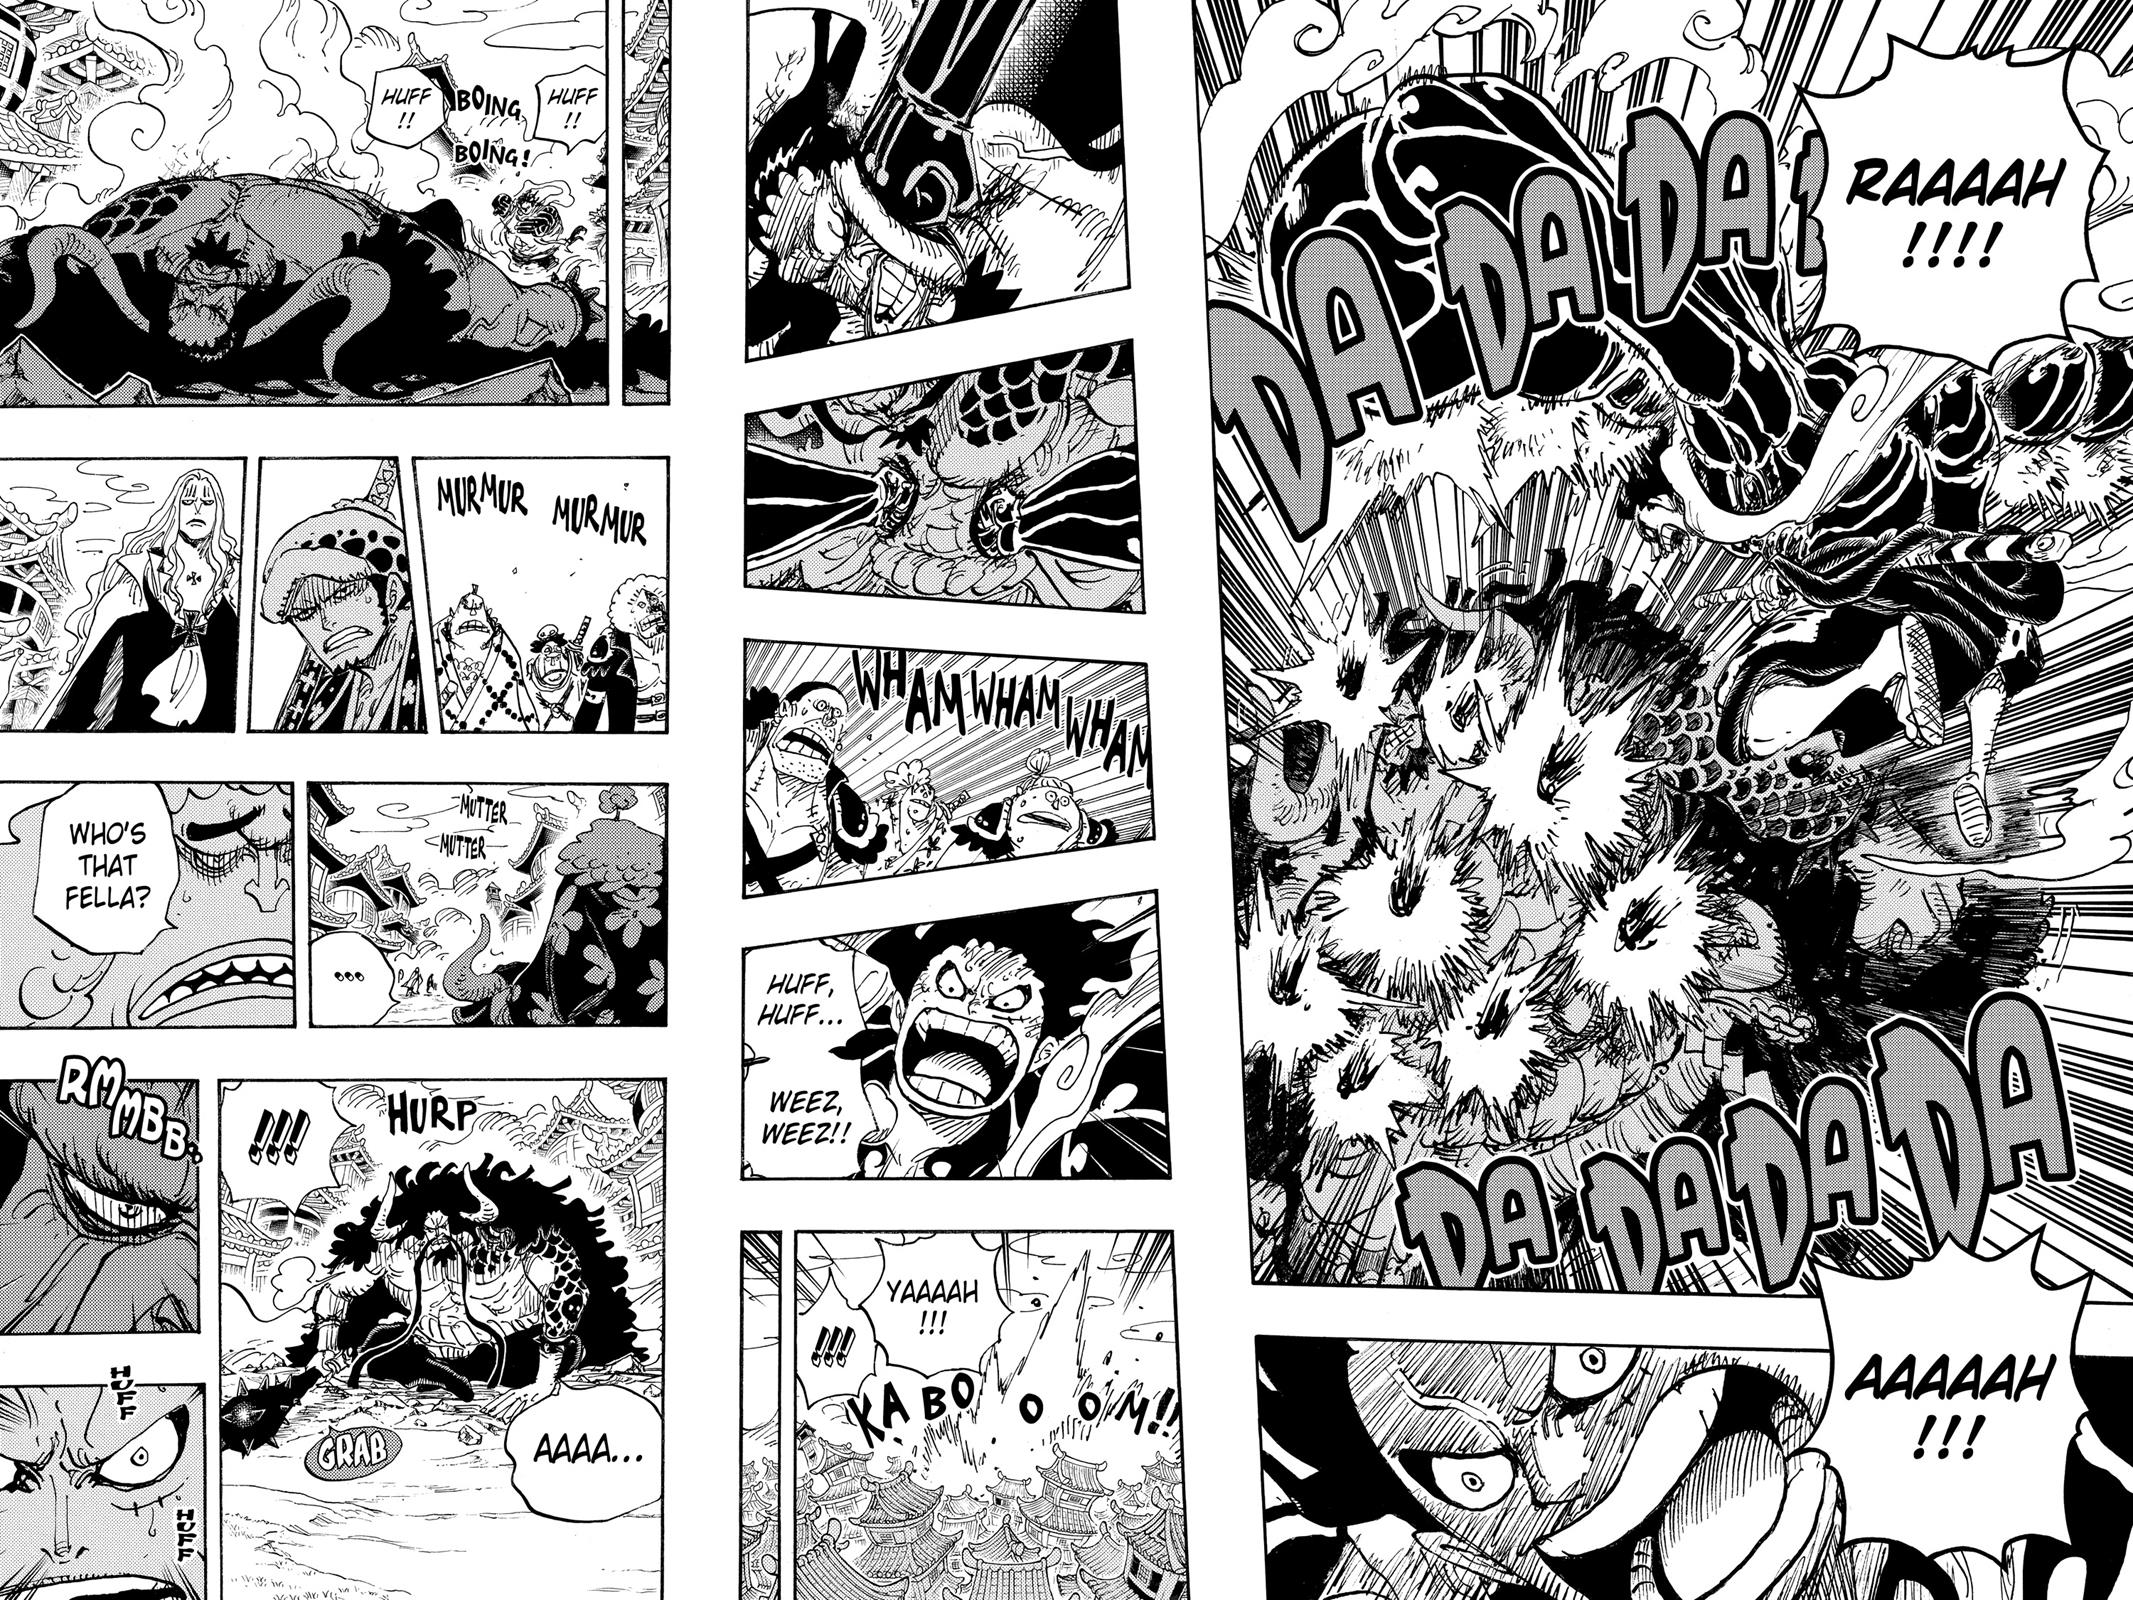 RAAAAH
!!!!
DA DA DA
DA DA DA DA
AAAAAH
!!!
WHAM WHAM WHAM
HUFF,
HUFF...
WEEZ,
WEEZ!!
YAAAAH
!!!
!!!
KABOOOM!!
HUFF
!!
BOING
BOING!
HUFF
!!
MURMUR MURMUR
MUTTER
MUTTER
...
WHO'S
THAT
FELLA?
HURP
!!!
GRAB
AAAA...
RMMMBB
HUFF
HUFF